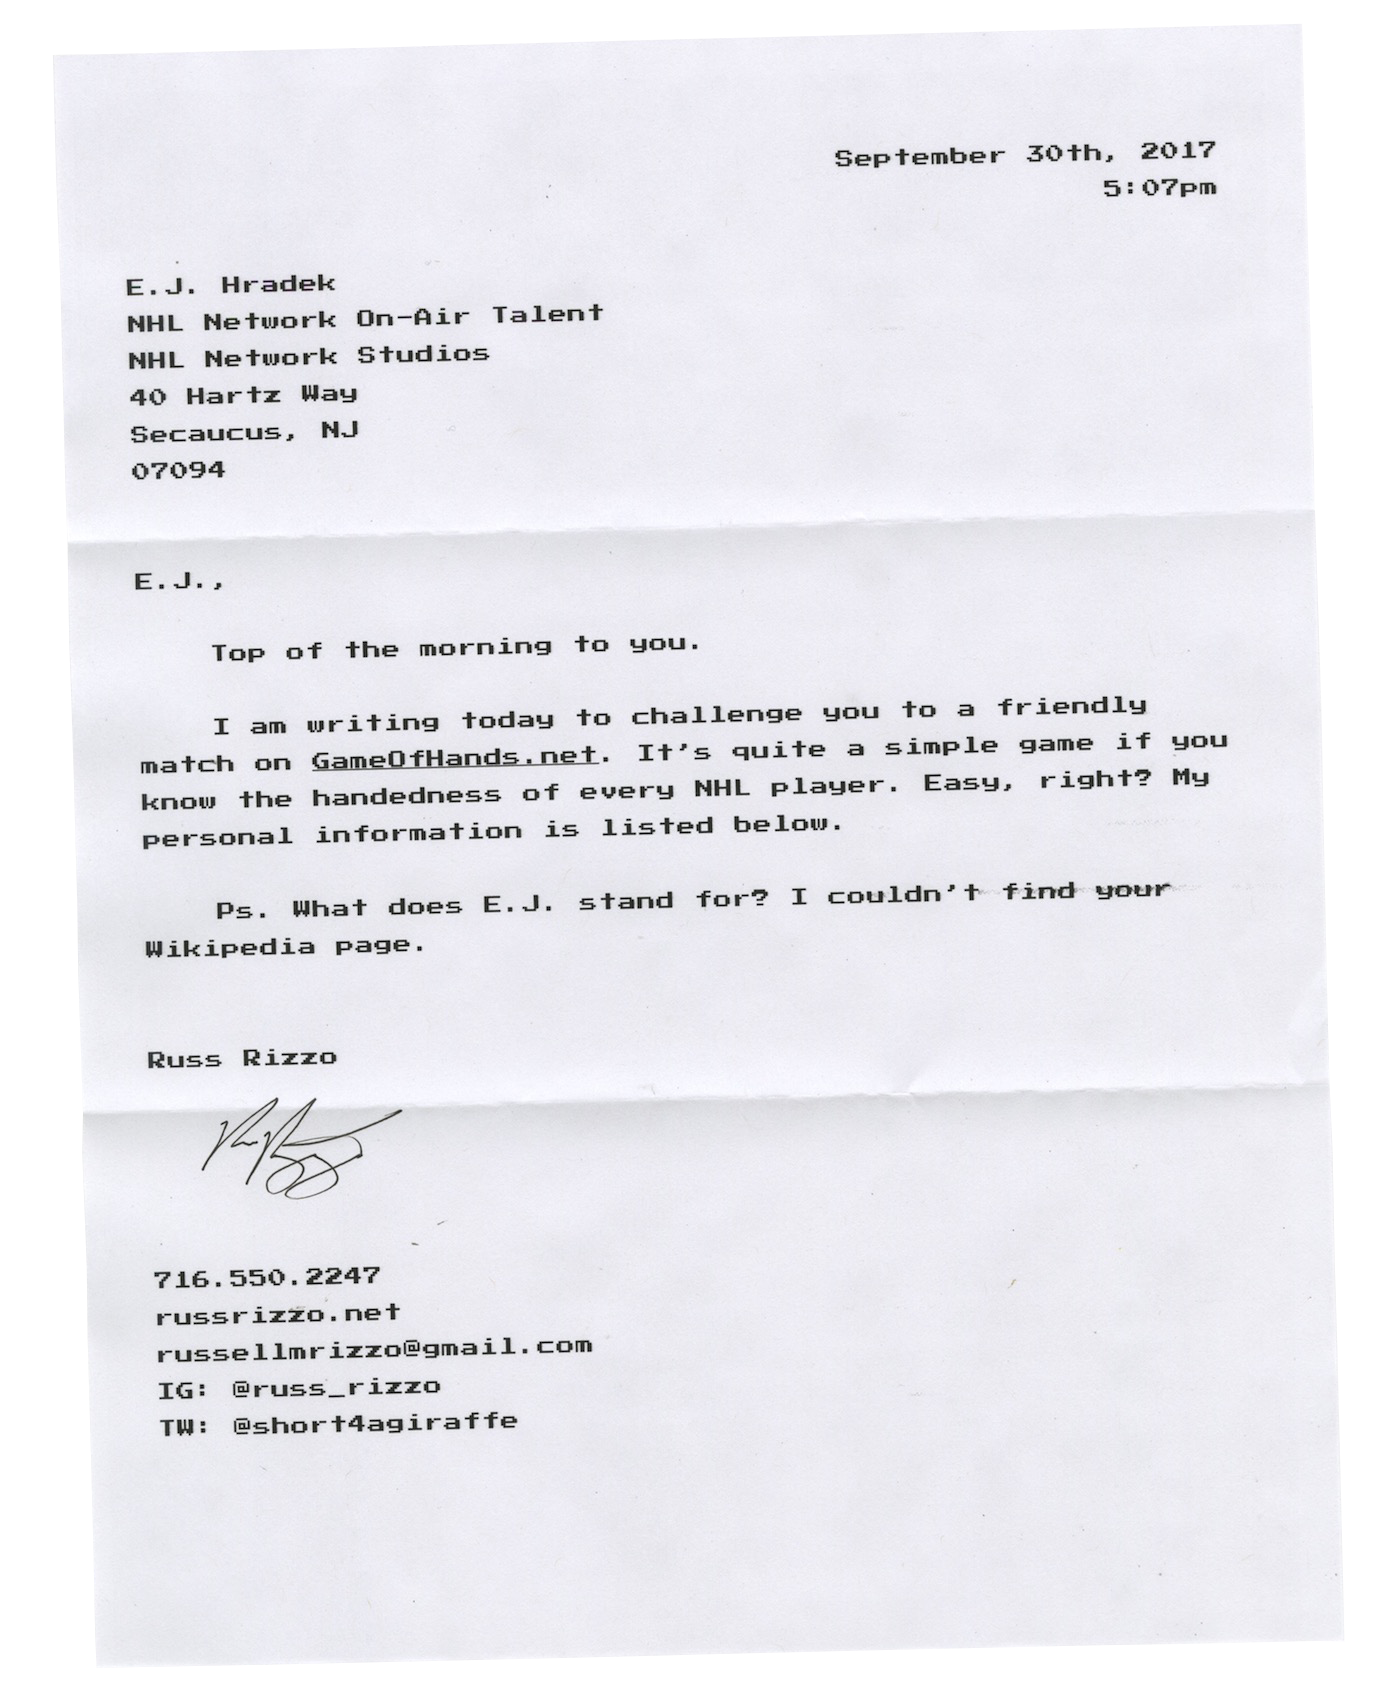 September 30th, 2017
5:07pm
E.J. Hradek
NHL Network On-Air Talent
NHL Network Studios
40 Hartz Way
Secaucus, NJ
07094
E.J.,
Top of the morning to you.
I am writing today to challenge you to a friendly
match on GameOfHands.net. It's quite a simple game if you
know the handedness of every NHL player. Easy, right? My
personal information is listed below.
Ps. What does E.J. stand for? I couldn't find your
Wikipedia page.
Russ Rizzo
716.550.2247
russrizzo.net
russellmrizzo@gmail.com
IG: @russ_rizzo
TW: @short4agiraffe